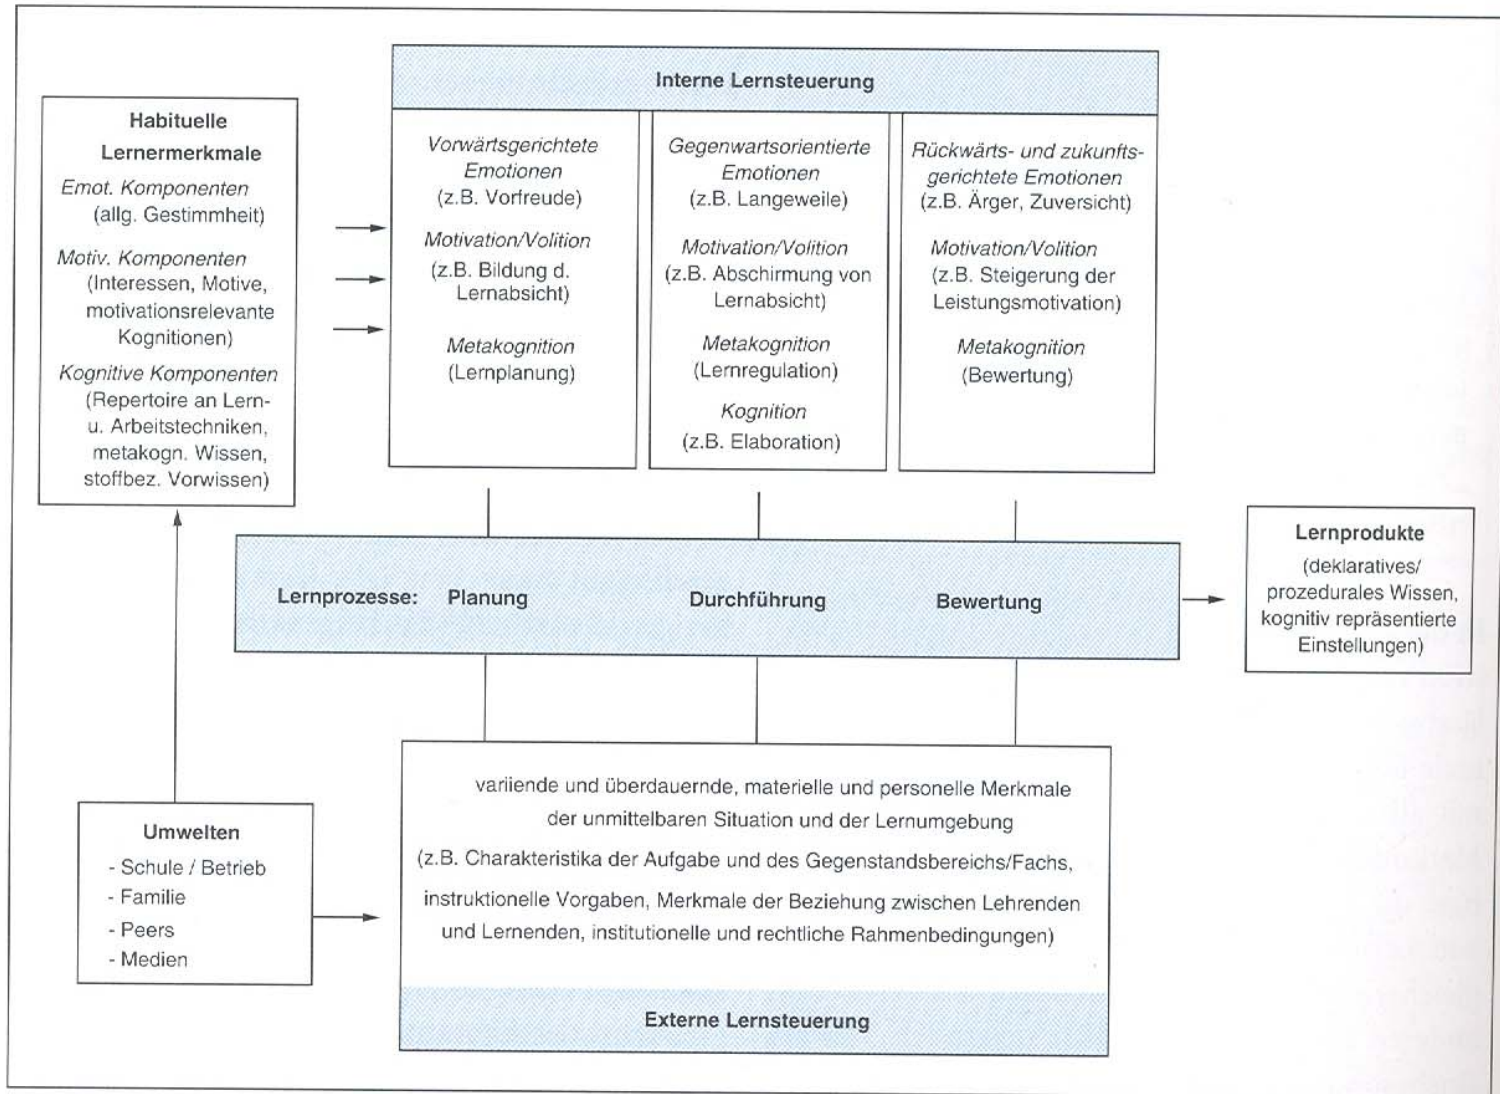 Interne Lernsteuerung
Habituelle
Lernermerkmale
Emot. Komponenten
(allg. Gestimmheit)
Motiv. Komponenten
(Interessen, Motive,
motivationsrelevante
Kognitionen)
Kognitive Komponenten
(Repertoire an Lern-
u. Arbeitstechniken,
metakogn. Wissen,
stoffbez. Vorwissen)
Vorwärtsgerichtete
Emotionen
(z.B. Vorfreude)
Motivation/Volition
(z.B. Bildung d.
Lernabsicht)
Metakognition
(Lernplanung)
Gegenwartsorientierte
Emotionen
(z.B. Langeweile)
Motivation/Volition
(z.B. Abschirmung von
Lernabsicht)
Metakognition
(Lernregulation)
Kognition
(z.B. Elaboration)
Rückwärts- und zukunfts-
gerichtete Emotionen
(z.B. Ärger, Zuversicht)
Motivation/Volition
(z.B. Steigerung der
Leistungsmotivation)
Metakognition
(Bewertung)
Lernprozesse: Planung Durchführung Bewertung
Lernprodukte
(deklaratives/
prozedurales Wissen,
kognitiv repräsentierte
Einstellungen)
Umwelten
- Schule / Betrieb
- Familie
- Peers
- Medien
variiende und überdauernde, materielle und personelle Merkmale
der unmittelbaren Situation und der Lernumgebung
(z.B. Charakteristika der Aufgabe und des Gegenstandsbereichs/Fachs,
instruktionelle Vorgaben, Merkmale der Beziehung zwischen Lehrenden
und Lernenden, institutionelle und rechtliche Rahmenbedingungen)
Externe Lernsteuerung